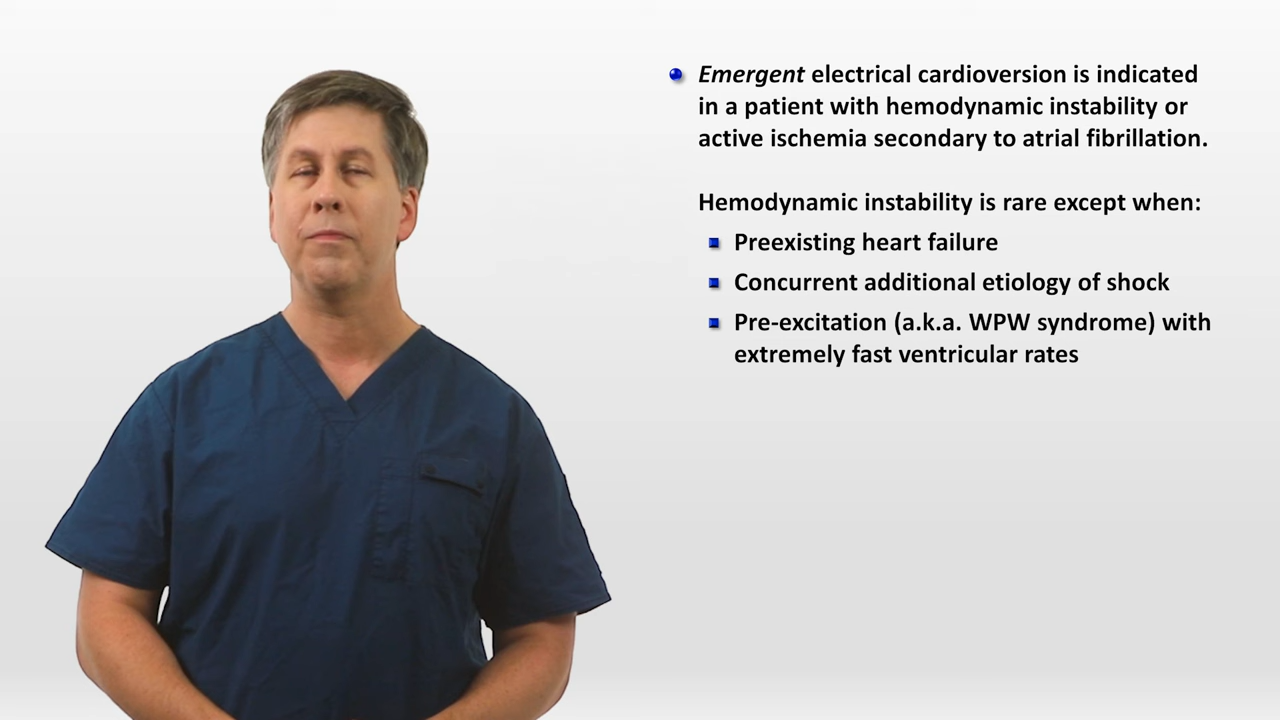 Emergent electrical cardioversion is indicated
in a patient with hemodynamic instability or
active ischemia secondary to atrial fibrillation.
Hemodynamic instability is rare except when:
Preexisting heart failure
Concurrent additional etiology of shock
Pre-excitation (a.k.a. WPW syndrome) with
extremely fast ventricular rates